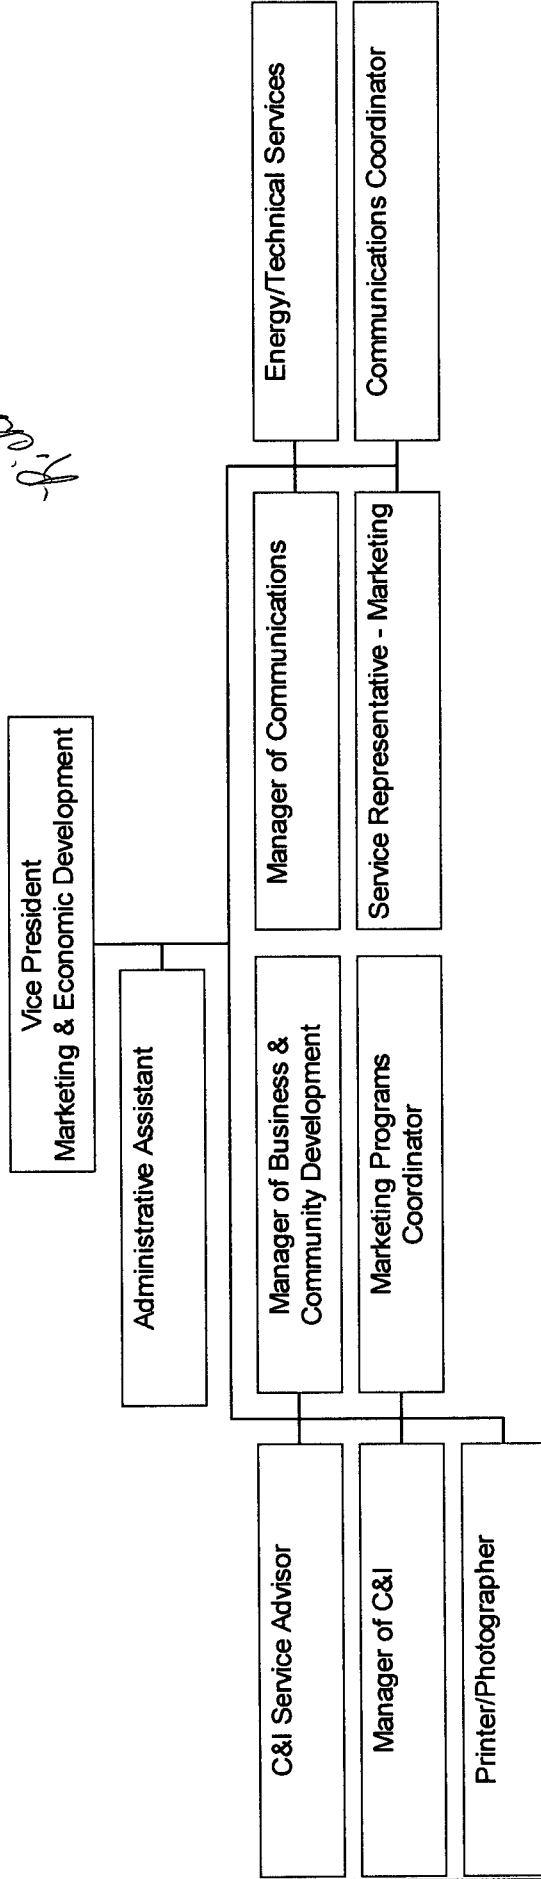 Vice President
Marketing & Economic Development
Administrative Assistant
C&I Service Advisor
Manager of Business &
Community Development
Manager of Communications
Energy/Technical Services
Manager of C&I
Marketing Programs
Coordinator
Service Representative - Marketing
Communications Coordinator
Printer/Photographer